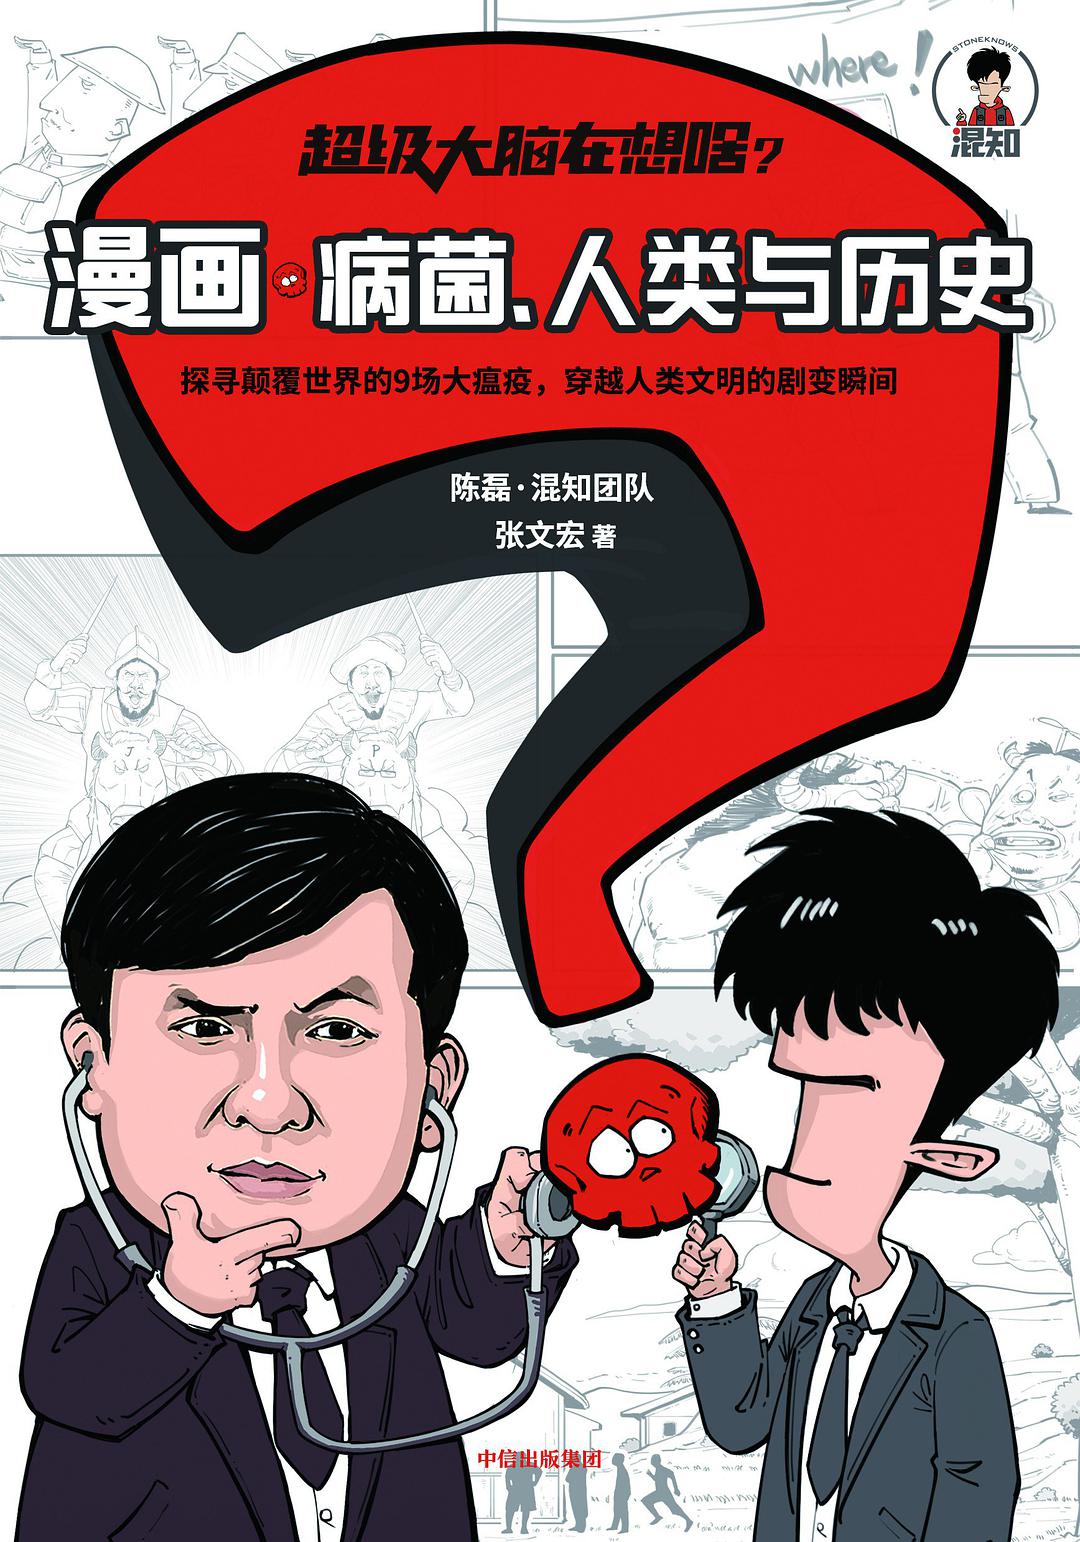 where!
STONEKNOWS
混知
超级大脑在想啥?
漫画·病菌、人类与历史
探寻颠覆世界的9场大瘟疫，穿越人类文明的剧变瞬间
陈磊·混知团队
张文宏 著
J
P
中信出版集团